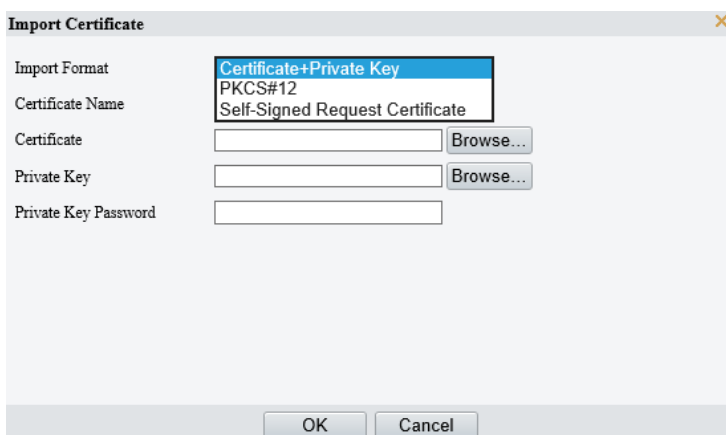 Import Certificate
Import Format
Certificate+Private Key
PKCS#12
Certificate Name
Self-Signed Request Certificate
Certificate
Browse...
Private Key
Browse...
Private Key Password
OK
Cancel